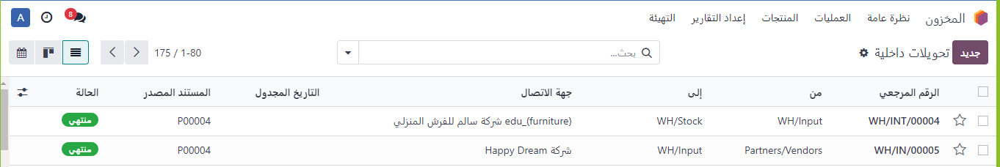 المخزون نظرة عامة العمليات المنتجات إعداد التقارير التهيئة 8 A
جديد تحويلات داخلية بحث... 1-80 / 175
الرقم المرجعي من إلى جهة الاتصال التاريخ المجدول المستند المصدر الحالة
WH/INT/00004 WH/Input WH/Stock edu_(furniture) شركة سالم للفرش المنزلي P00004 منتهي
WH/IN/00005 Partners/Vendors WH/Input شركة Happy Dream P00004 منتهي